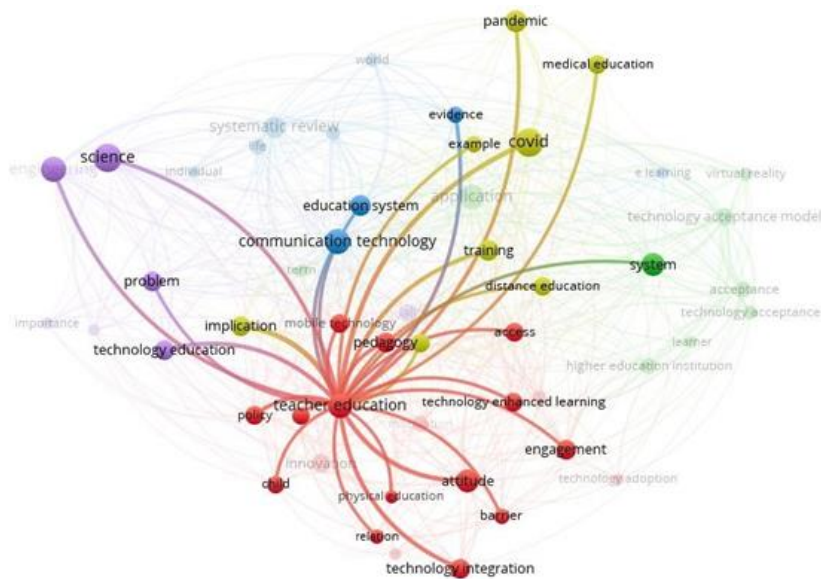 pandemic
world
medical education
evidence
systematic review
example
covid
science
life
engineering
individual
e learning
virtual reality
application
education system
technology acceptance model
communication technology
training
system
term
problem
distance education
acceptance
technology acceptance
importance
implication
mobile technology
access
pedagogy
learner
technology education
higher education institution
teacher education
technology enhanced learning
policy
engagement
innovation
technology adoption
child
attitude
physical education
barrier
relation
technology integration